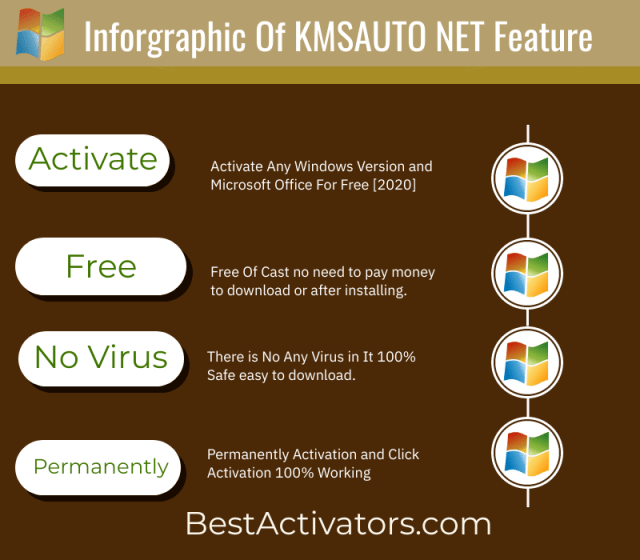 Inforgraphic Of KMSAUTO NET Feature
Activate
Activate Any Windows Version and
Microsoft Office For Free [2020]
Free
Free Of Cast no need to pay money
to download or after installing.
No Virus
There is No Any Virus in It 100%
Safe easy to download.
Permanently
Permanently Activation and Click
Activation 100% Working
BestActivators.com